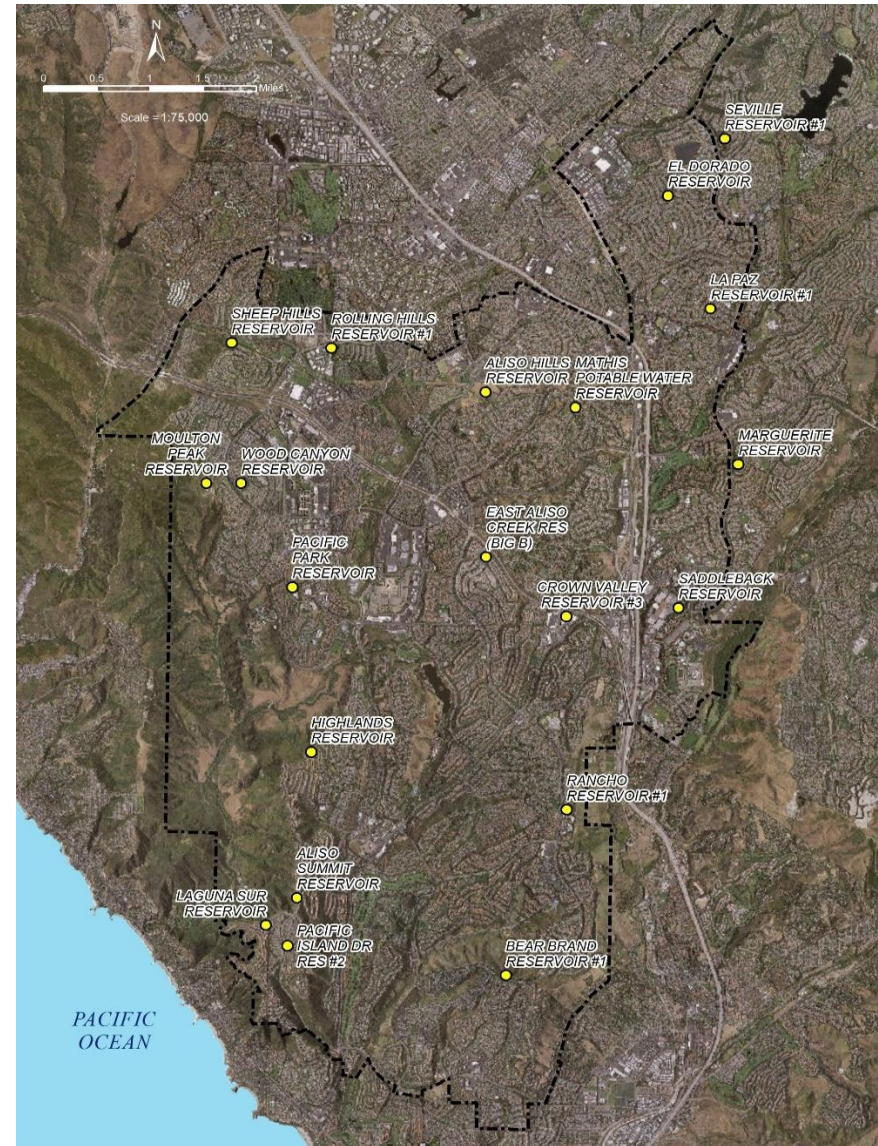 N
0 0.5 1 1.5 2
Miles
Scale = 1:75,000
SEVILLE
RESERVOIR #1
EL DORADO
RESERVOIR
LA PAZ
RESERVOIR #1
SHEEP HILLS
RESERVOIR
ROLLING HILLS
RESERVOIR #1
ALISO HILLS
RESERVOIR
MATHIS
POTABLE WATER
RESERVOIR
MOULTON
PEAK
RESERVOIR
WOOD CANYON
RESERVOIR
MARGUERITE
RESERVOIR
EAST ALISO
CREEK RES
(BIG B)
PACIFIC
PARK
RESERVOIR
CROWN VALLEY
RESERVOIR #3
SADDLEBACK
RESERVOIR
HIGHLANDS
RESERVOIR
RANCHO
RESERVOIR #1
ALISO
SUMMIT
RESERVOIR
LAGUNA SUR
RESERVOIR
PACIFIC
ISLAND DR
RES #2
BEAR BRAND
RESERVOIR #1
PACIFIC
OCEAN